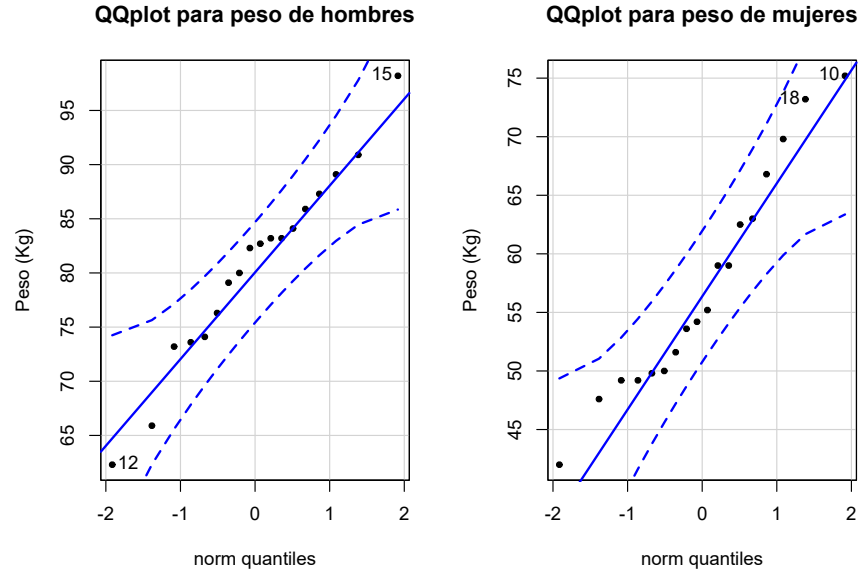 QQplot para peso de hombres
Peso (Kg)
95
90
85
80
75
70
65
15
12
-2 -1 0 1 2
norm quantiles
QQplot para peso de mujeres
Peso (Kg)
75
70
65
60
55
50
45
10
18
-2 -1 0 1 2
norm quantiles